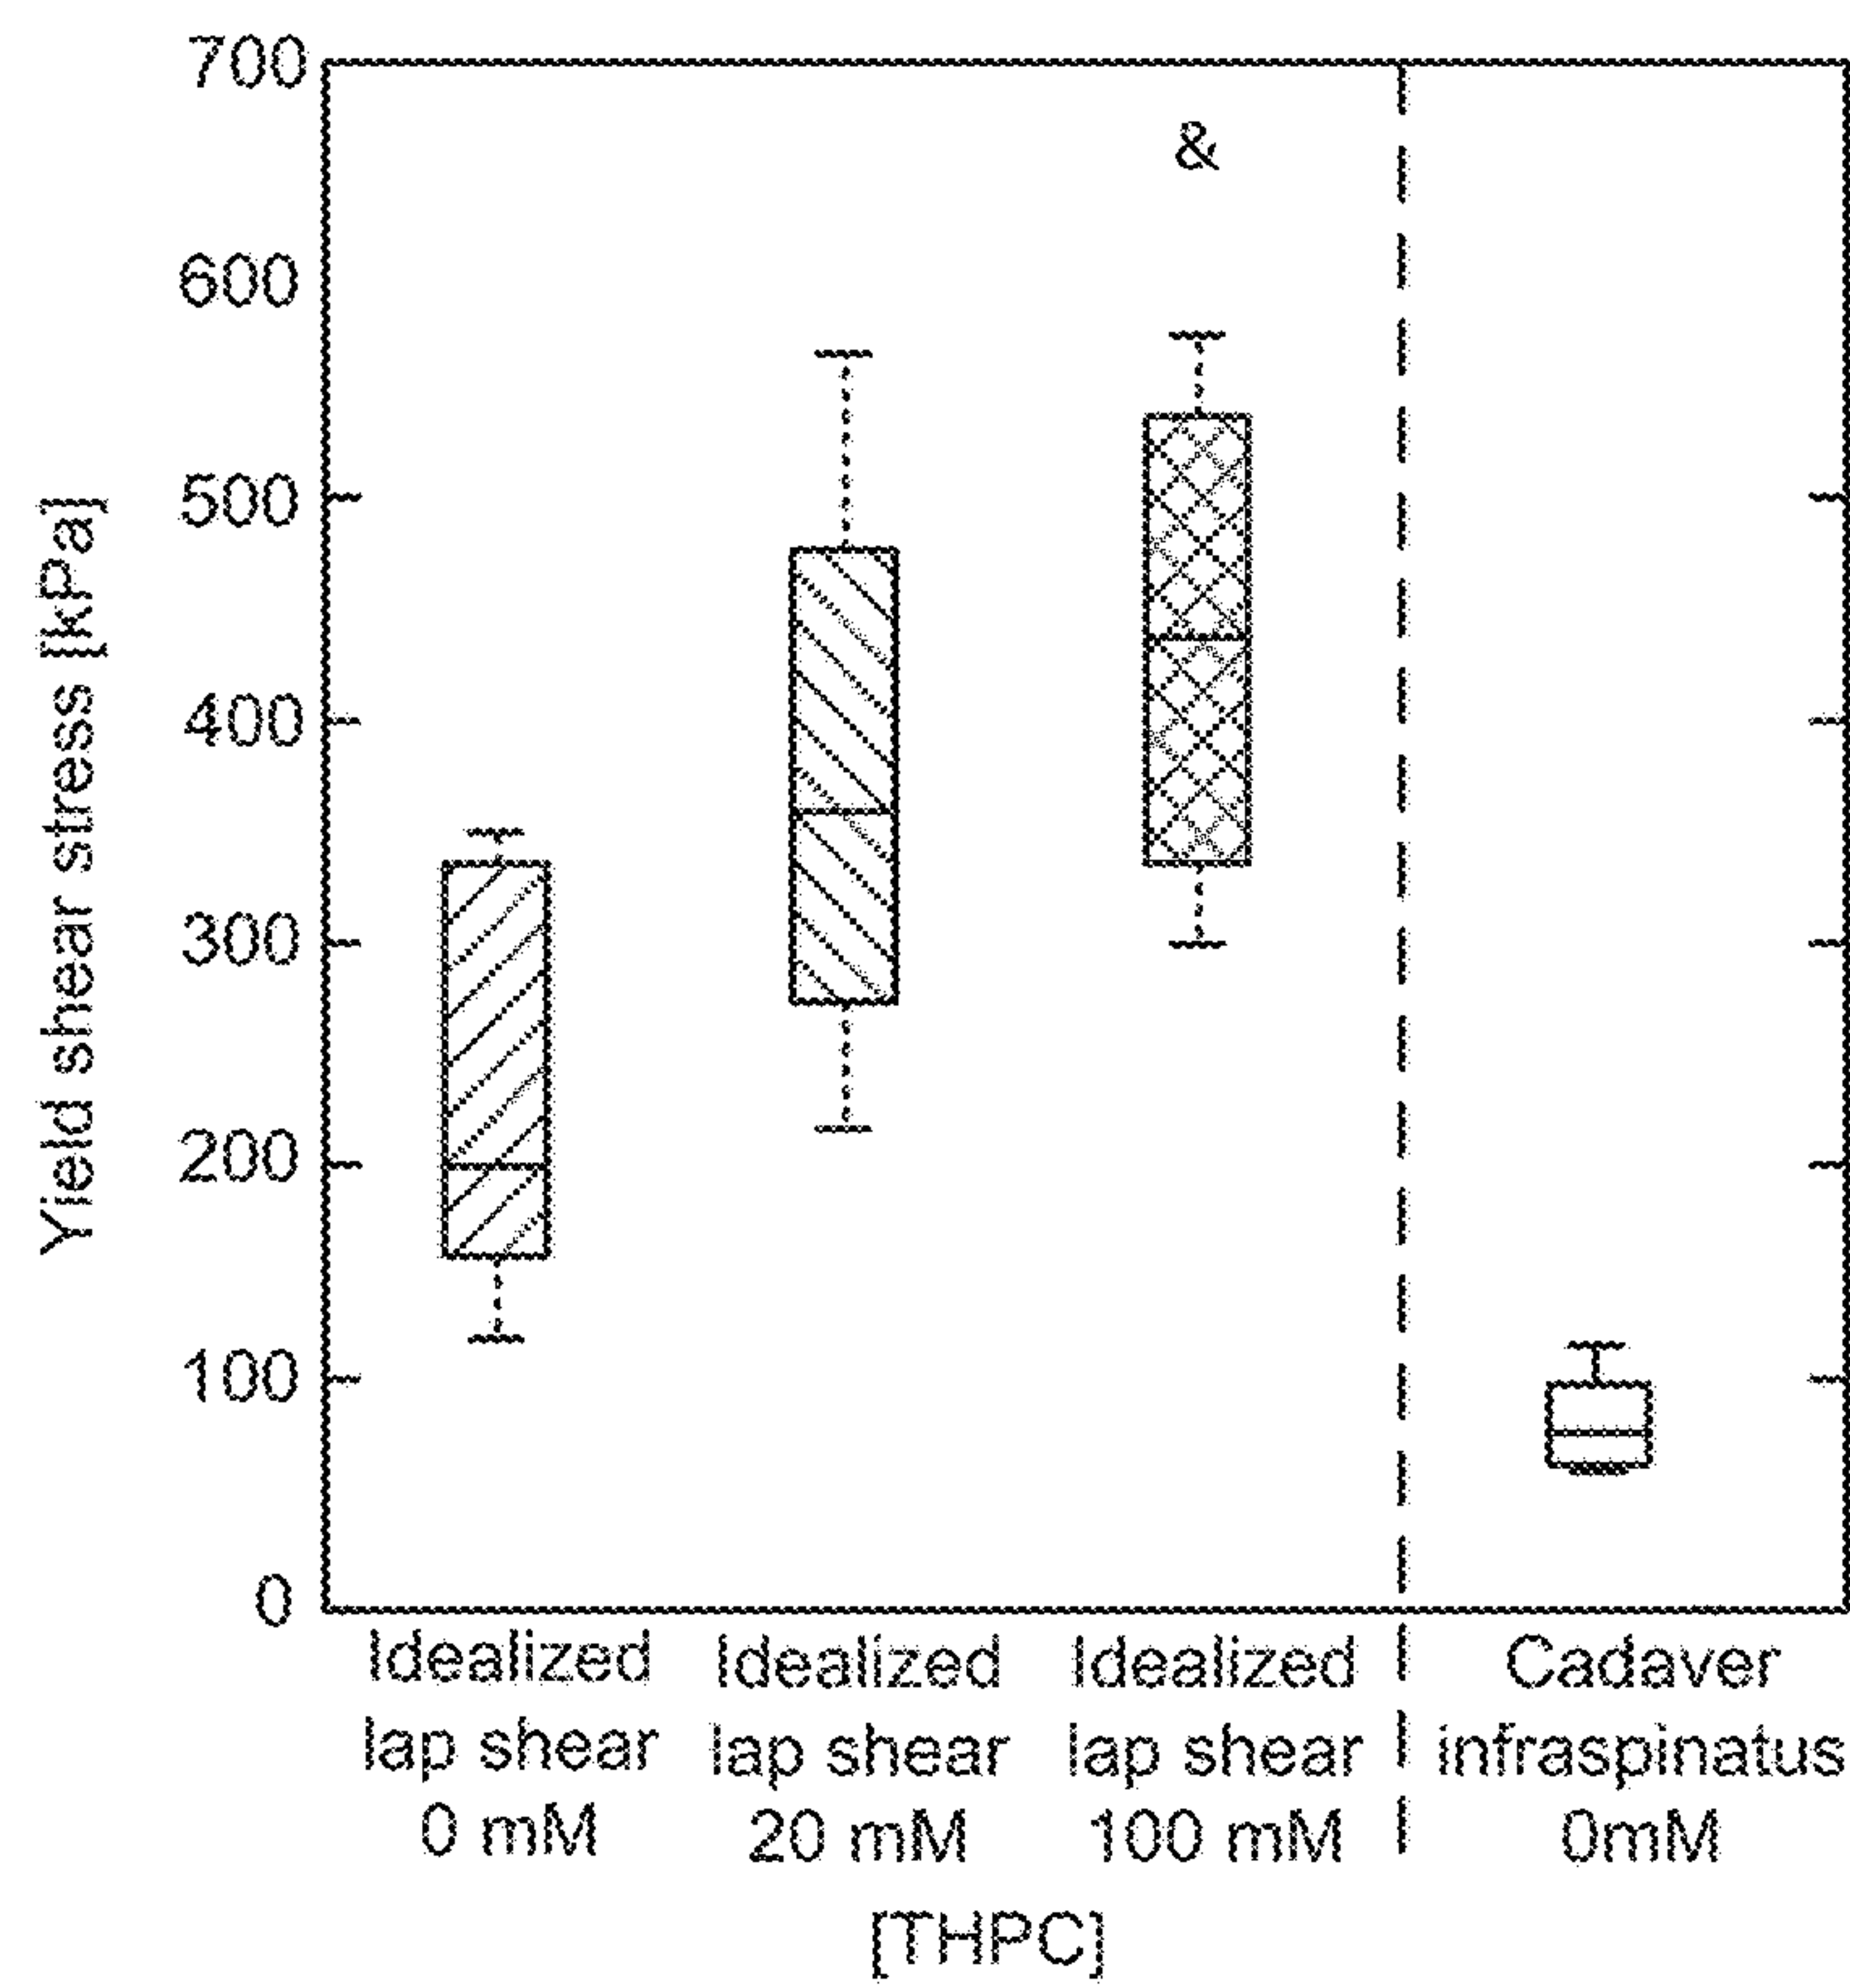 700
600
500
400
300
200
100
0
Yield shear stress [kPa]
&
Idealized
lap shear
0 mM
Idealized
lap shear
20 mM
Idealized
lap shear
100 mM
Cadaver
infraspinatus
0mM
[THPC]